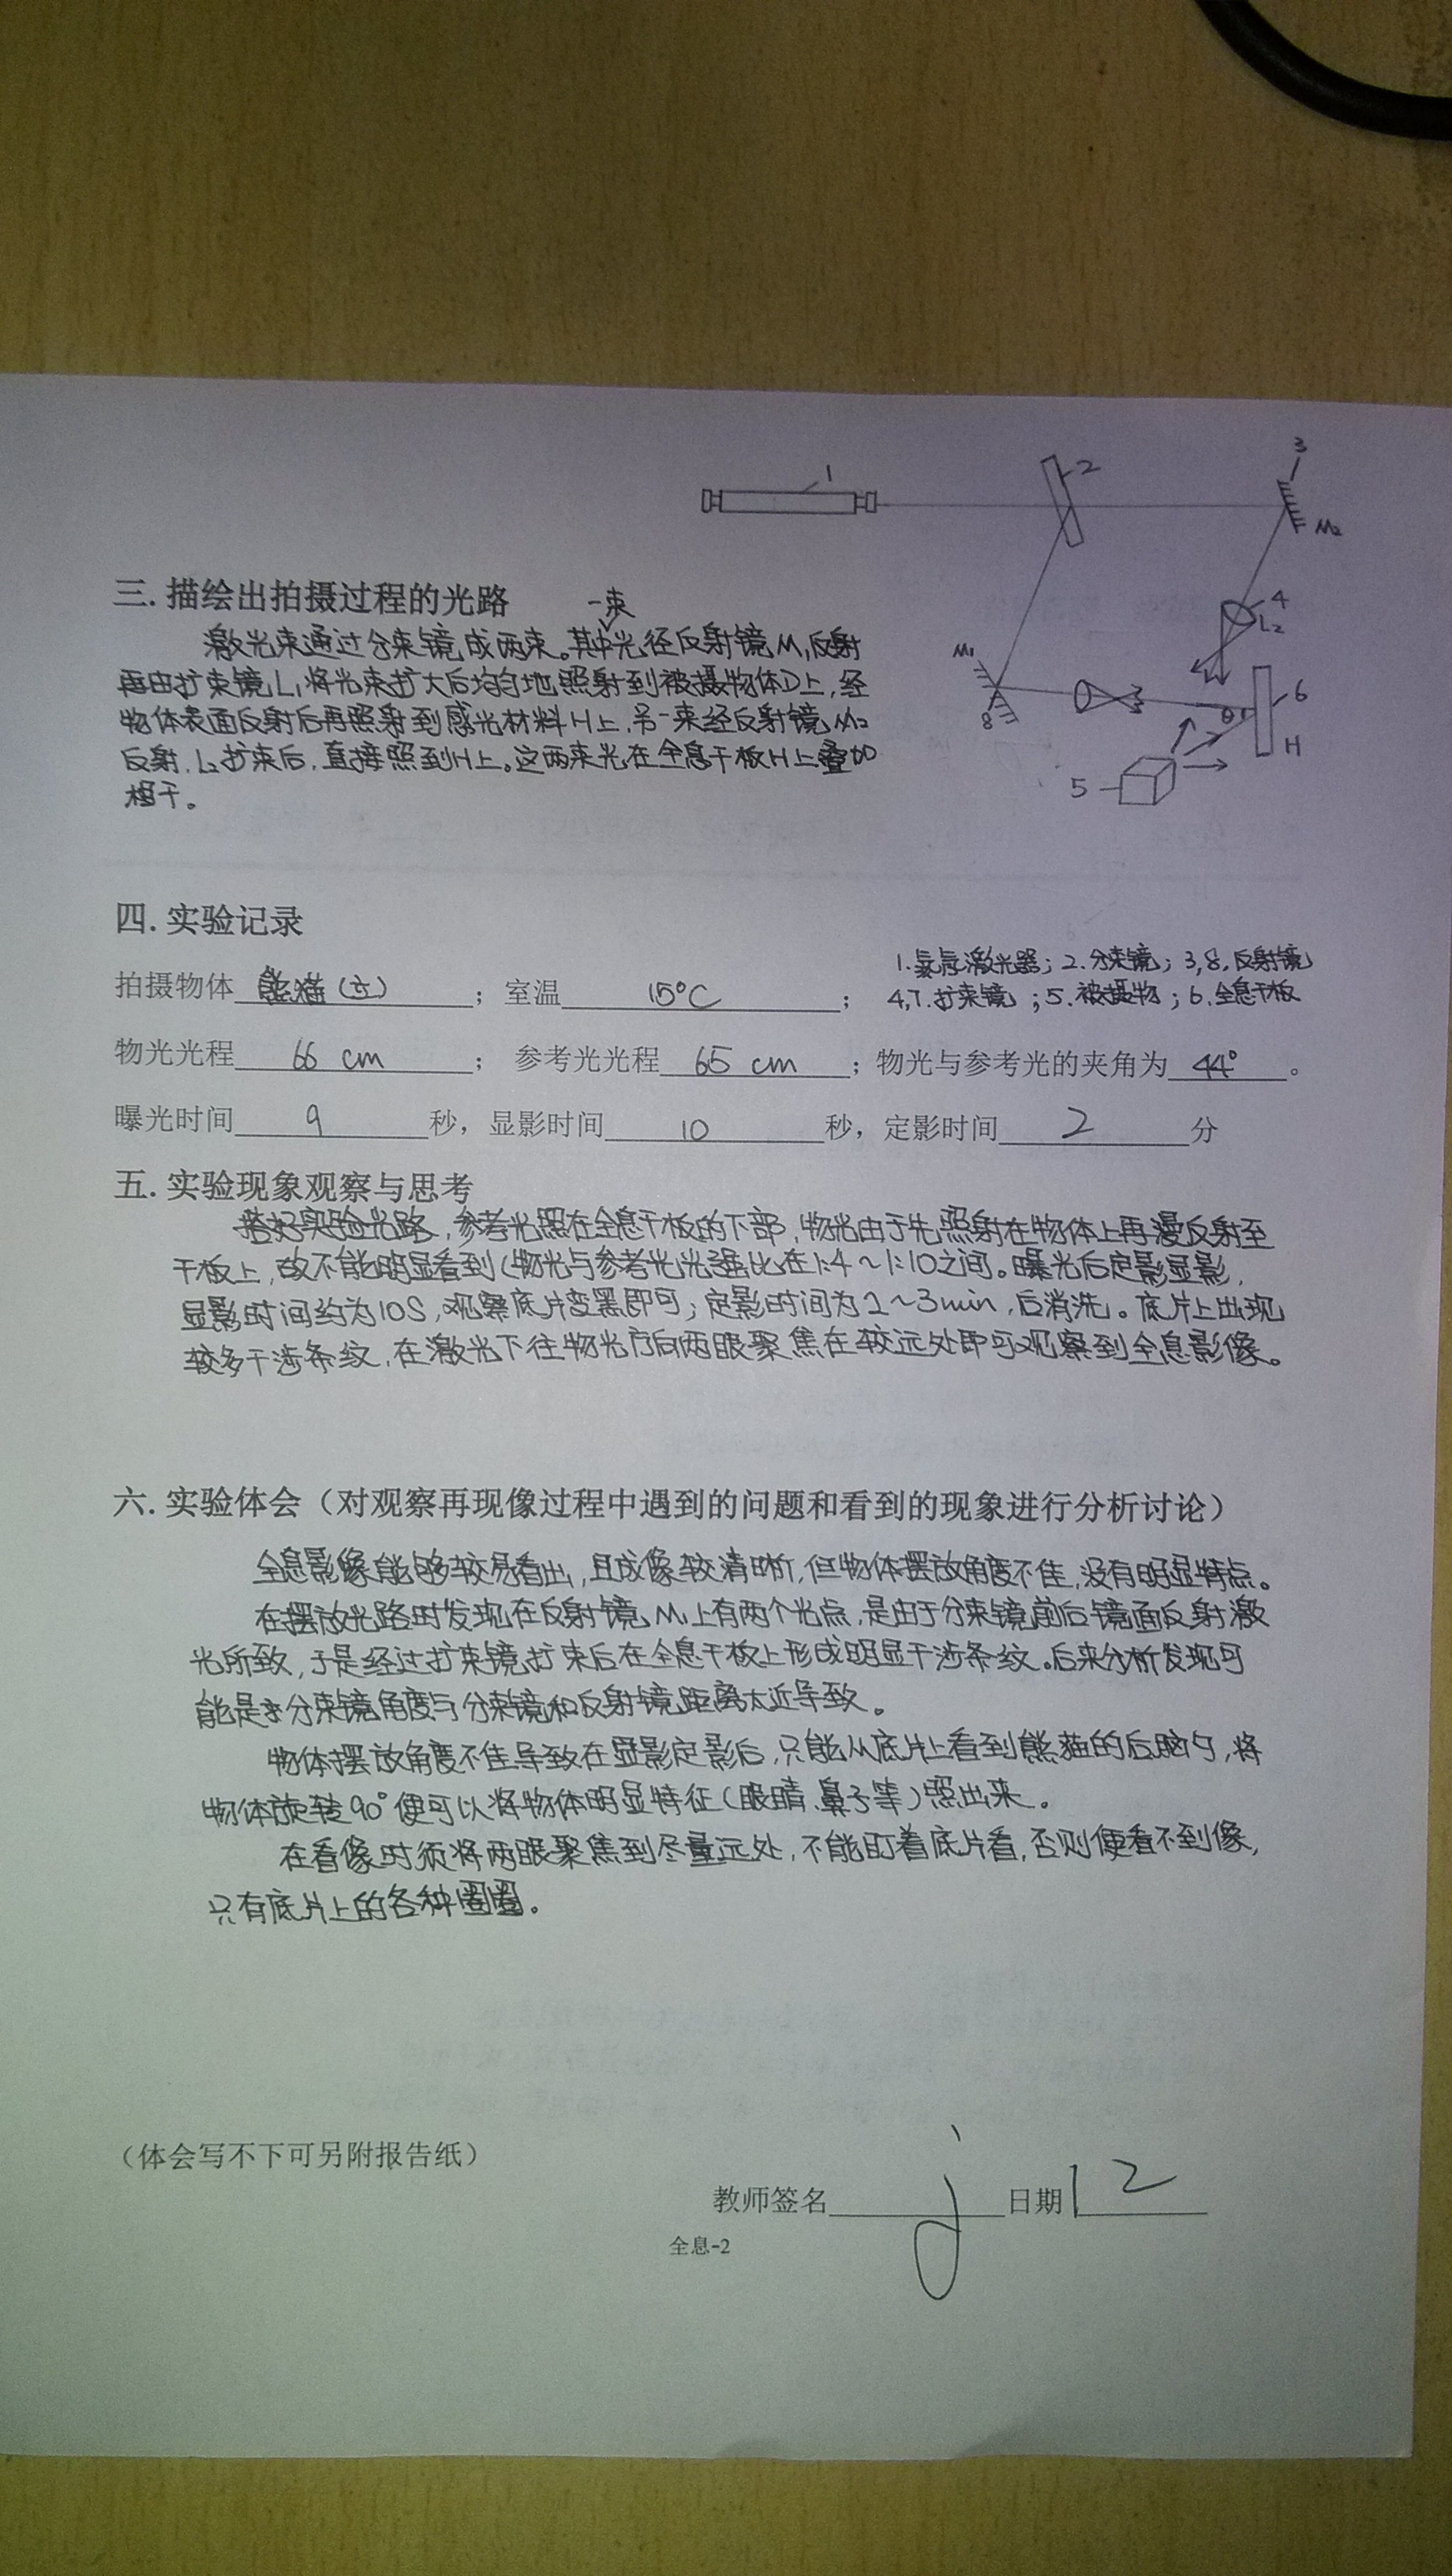 1
2
3
M₂
三. 描绘出拍摄过程的光路
一束
4
L₂
激光束通过分束镜成两束。其中光径反射镜M₁反射
M₁
再由扩束镜L₁将光束扩大后均匀地照射到被摄物体D上,经
6
8
θ
物体表面反射后再照射到感光材料H上,另一束经反射镜M₂
H
反射,L₂扩束后,直接照到H上。这两束光在全息干板H上叠加
5
相干。
四. 实验记录
1.氦氖激光器;2.分束镜;3,8.反射镜
拍摄物体 熊猫(立) ; 室温 15°C ;
4,7.扩束镜;5.被摄物;6.全息干板
物光光程 66 cm ; 参考光光程 65 cm ;物光与参考光的夹角为 44° 。
曝光时间 9 秒,显影时间 10 秒,定影时间 2 分
五. 实验现象观察与思考
搭好实验光路,参考光照在全息干板的下部,物光由于先照射在物体上再漫反射至
干板上,故不能明显看到(物光与参考光光强比在1:4~1:10之间。曝光后定影显影,
显影时间约为10S,观察底片变黑即可;定影时间为2~3min,后清洗。底片上出现
较多干涉条纹,在激光下往物光方向两眼聚焦在较远处即可观察到全息影像。
六. 实验体会(对观察再现像过程中遇到的问题和看到的现象进行分析讨论)
全息影像能够较易看出,且成像较清晰,但物体摆放角度不佳,没有明显特点。
在摆放光路时发现在反射镜M₁上有两个光点,是由于分束镜前后镜面反射激
光所致,于是经过扩束镜扩束后在全息干板上形成明显干涉条纹。后来分析发现可
能是分束镜角度与分束镜和反射镜距离太近导致。
物体摆放角度不佳导致在显影定影后,只能从底片上看到熊猫的后脑勺,将
物体旋转90°便可以将物体明显特征(眼睛、鼻子等)照出来。
在看像时须将两眼聚焦到尽量远处,不能盯着底片看,否则便看不到像,
只有底片上的各种圈圈。
(体会写不下可另附报告纸)
教师签名 日期 12
全息-2